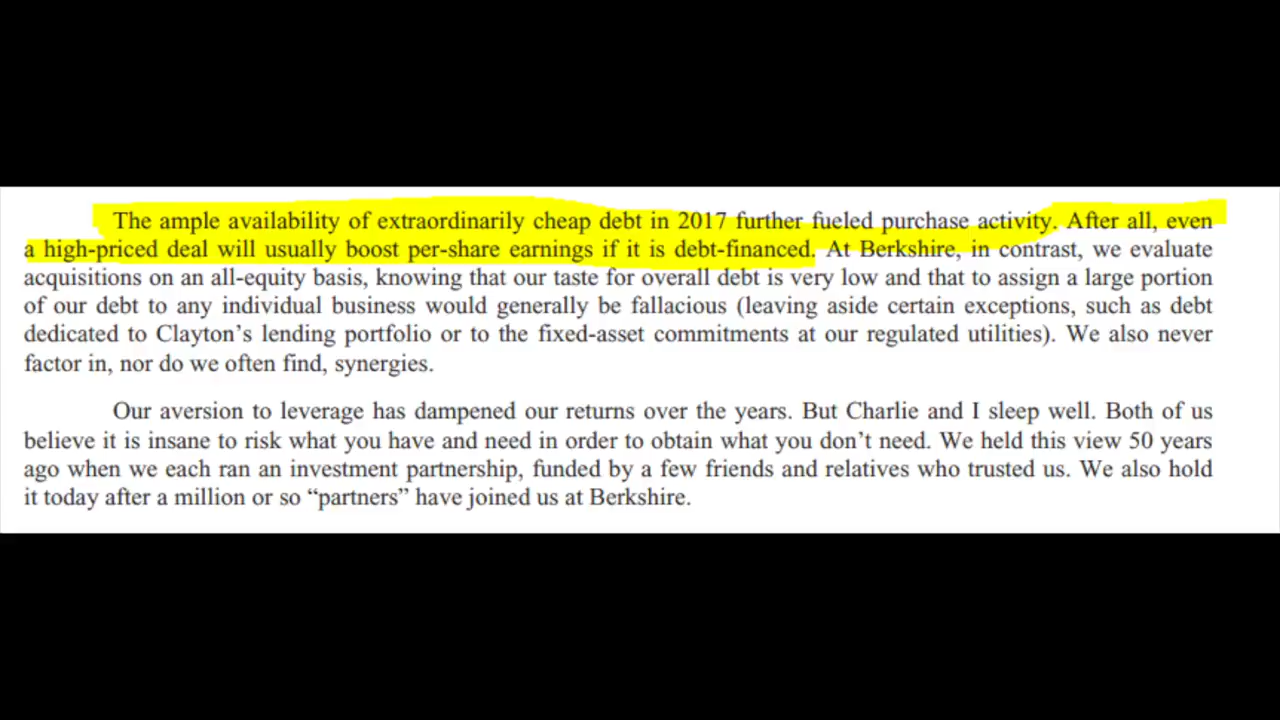 The ample availability of extraordinarily cheap debt in 2017 further fueled purchase activity. After all, even
a high-priced deal will usually boost per-share earnings if it is debt-financed. At Berkshire, in contrast, we evaluate
acquisitions on an all-equity basis, knowing that our taste for overall debt is very low and that to assign a large portion
of our debt to any individual business would generally be fallacious (leaving aside certain exceptions, such as debt
dedicated to Clayton’s lending portfolio or to the fixed-asset commitments at our regulated utilities). We also never
factor in, nor do we often find, synergies.
Our aversion to leverage has dampened our returns over the years. But Charlie and I sleep well. Both of us
believe it is insane to risk what you have and need in order to obtain what you don’t need. We held this view 50 years
ago when we each ran an investment partnership, funded by a few friends and relatives who trusted us. We also hold
it today after a million or so “partners” have joined us at Berkshire.